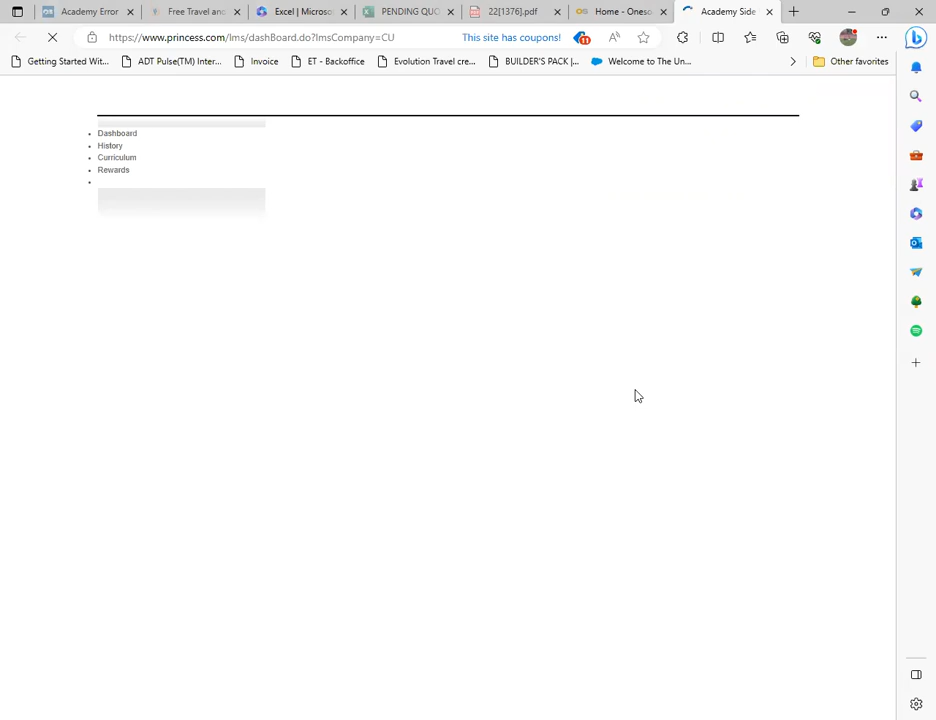 Academy Error
Free Travel and
Excel | Microso
PENDING QUO
22[1376].pdf
Home - Oneso
Academy Side
https://www.princess.com/lms/dashBoard.do?lmsCompany=CU
This site has coupons!
11
Getting Started Wit...
ADT Pulse(TM) Inter...
Invoice
ET - Backoffice
Evolution Travel cre...
BUILDER'S PACK |...
Welcome to The Un...
Other favorites
Dashboard
History
Curriculum
Rewards